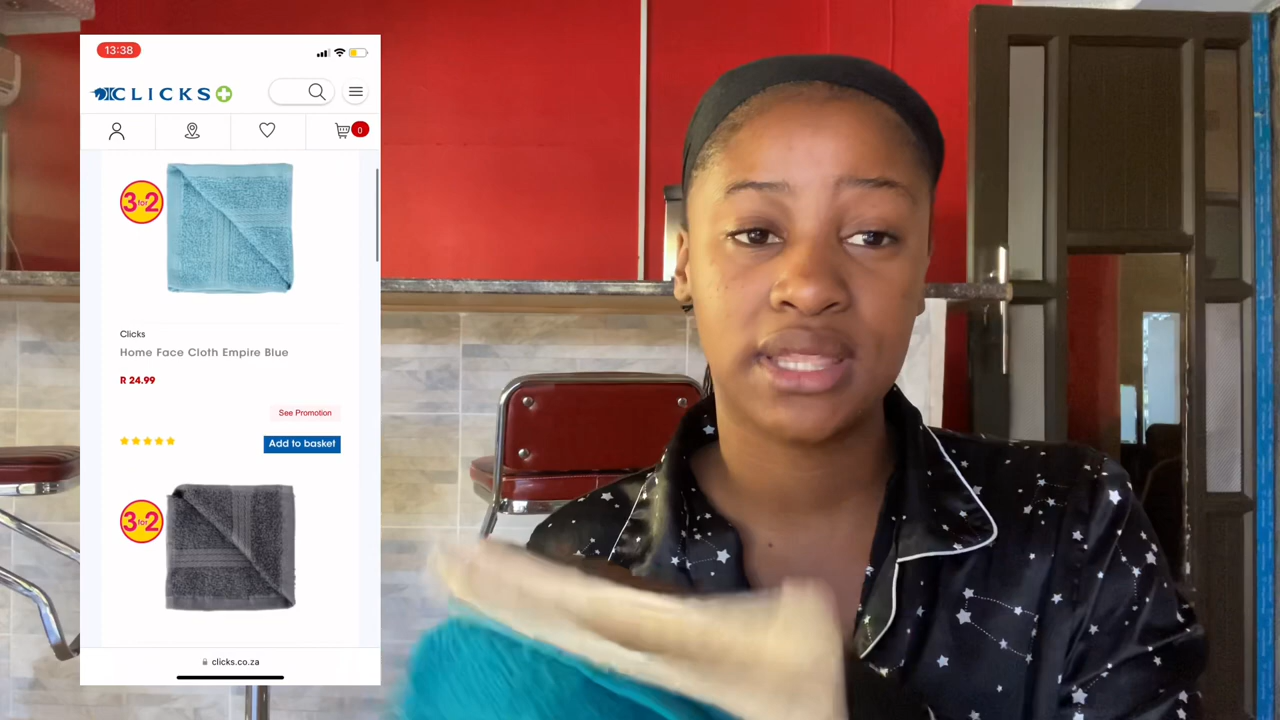 13:38
CLICKS
0
3 for 2
Clicks
Home Face Cloth Empire Blue
R 24.99
See Promotion
Add to basket
3 for 2
clicks.co.za